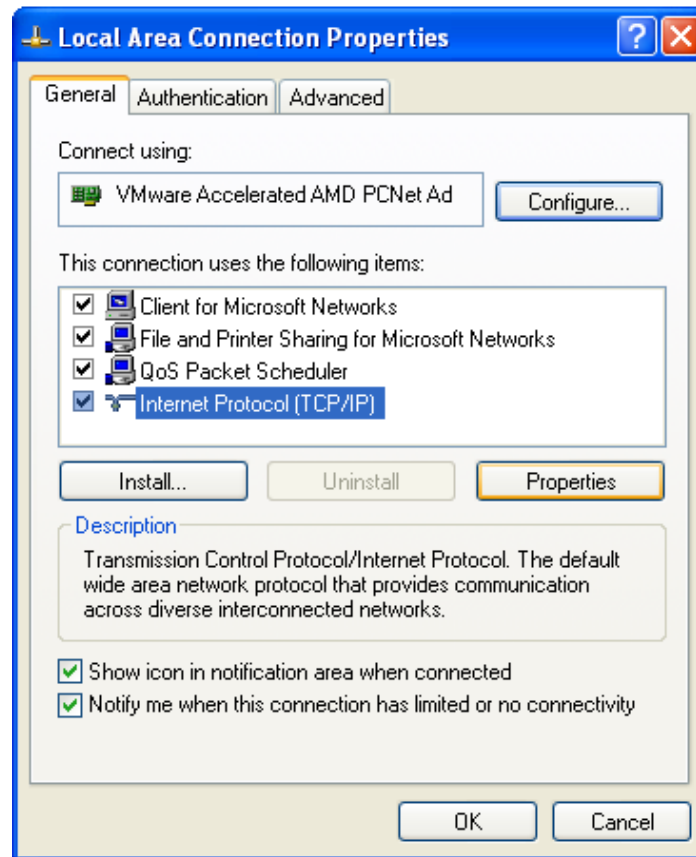 Local Area Connection Properties
General Authentication Advanced
Connect using:
VMware Accelerated AMD PCNet Ad
Configure...
This connection uses the following items:
Client for Microsoft Networks
File and Printer Sharing for Microsoft Networks
QoS Packet Scheduler
Internet Protocol (TCP/IP)
Install... Uninstall Properties
Description
Transmission Control Protocol/Internet Protocol. The default
wide area network protocol that provides communication
across diverse interconnected networks.
Show icon in notification area when connected
Notify me when this connection has limited or no connectivity
OK Cancel